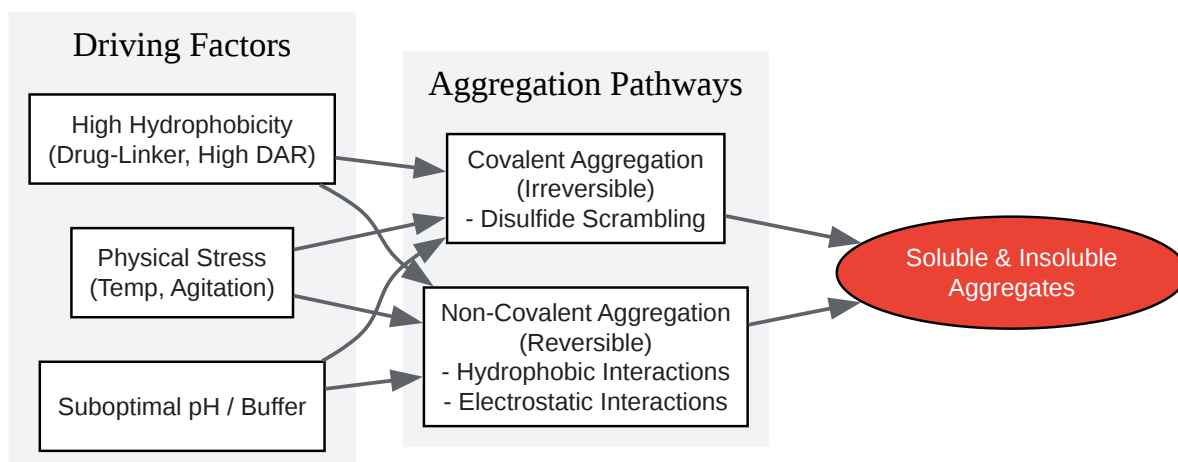 Driving Factors
High Hydrophobicity
(Drug-Linker, High DAR)
Physical Stress
(Temp, Agitation)
Suboptimal pH / Buffer
Aggregation Pathways
Covalent Aggregation
(Irreversible)
- Disulfide Scrambling
Non-Covalent Aggregation
(Reversible)
- Hydrophobic Interactions
- Electrostatic Interactions
Soluble & Insoluble
Aggregates